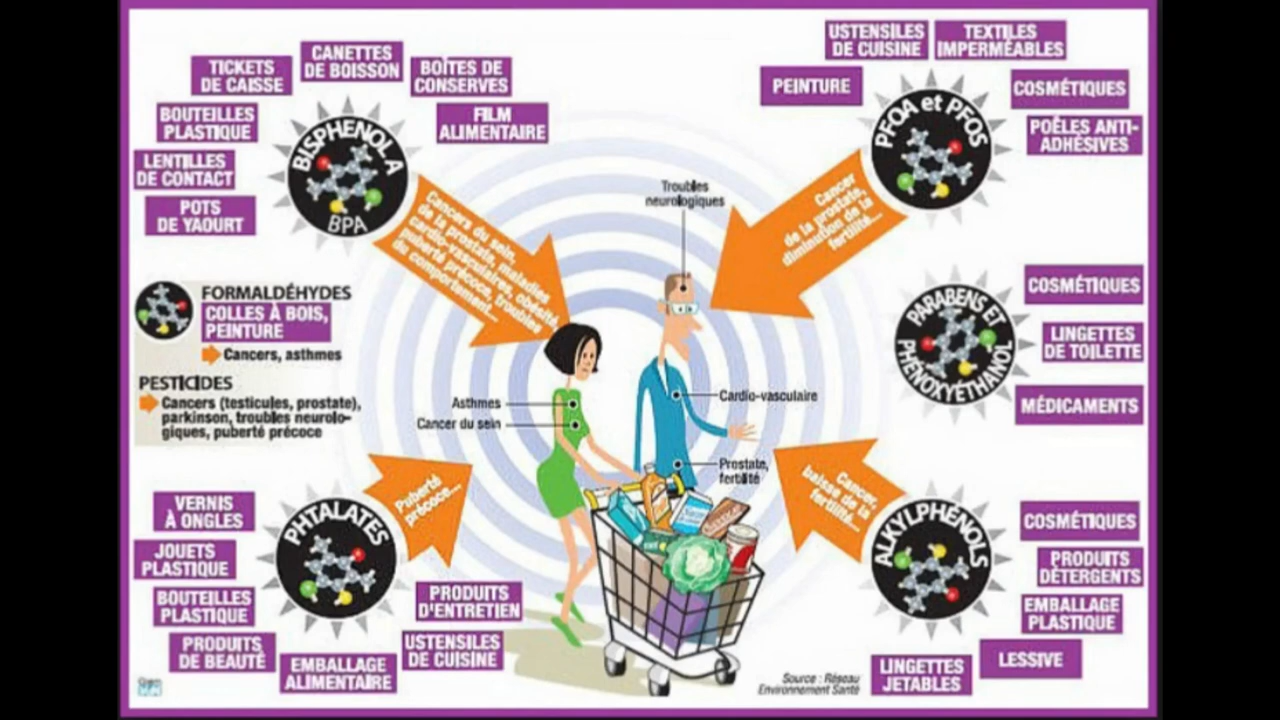 CANETTES
DE BOISSON
TICKETS
DE CAISSE
BOÎTES DE
CONSERVES
BOUTEILLES
PLASTIQUE
FILM
ALIMENTAIRE
LENTILLES
DE CONTACT
POTS
DE YAOURT
BISPHENOL A
BPA
Cancers du sein,
de la prostate, maladies
cardio-vasculaires, obésité,
puberté précoce, troubles
du comportement...
USTENSILES
DE CUISINE
TEXTILES
IMPERMÉABLES
PEINTURE
COSMÉTIQUES
POÊLES ANTI-
ADHÉSIVES
PFOA et PFOS
Cancer
de la prostate,
diminution de la
fertilité...
Troubles
neurologiques
FORMALDÉHYDES
COLLES À BOIS,
PEINTURE
Cancers, asthmes
PESTICIDES
Cancers (testicules, prostate),
parkinson, troubles neurolo-
giques, puberté précoce
Asthmes
Cancer du sein
Cardio-vasculaire
Prostate,
fertilité
PARABENS ET
PHENOXYÉTHANOL
COSMÉTIQUES
LINGETTES
DE TOILETTE
MÉDICAMENTS
PHTALATES
Puberté
précoce...
VERNIS
À ONGLES
JOUETS
PLASTIQUE
BOUTEILLES
PLASTIQUE
PRODUITS
DE BEAUTÉ
EMBALLAGE
ALIMENTAIRE
PRODUITS
D'ENTRETIEN
USTENSILES
DE CUISINE
ALKYLPHÉNOLS
Cancer,
baisse de la
fertilité...
COSMÉTIQUES
PRODUITS
DÉTERGENTS
EMBALLAGE
PLASTIQUE
LESSIVE
LINGETTES
JETABLES
Source : Réseau
Environnement Santé